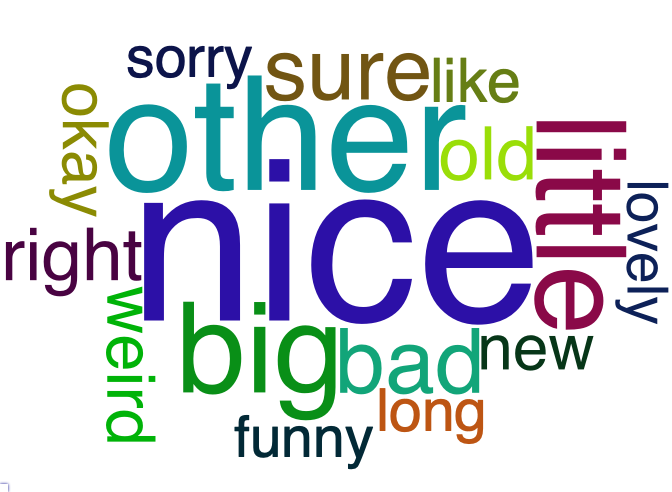 sorry
sure
like
okay
other
old
little
lovely
nice
right
weird
big
bad
new
long
funny